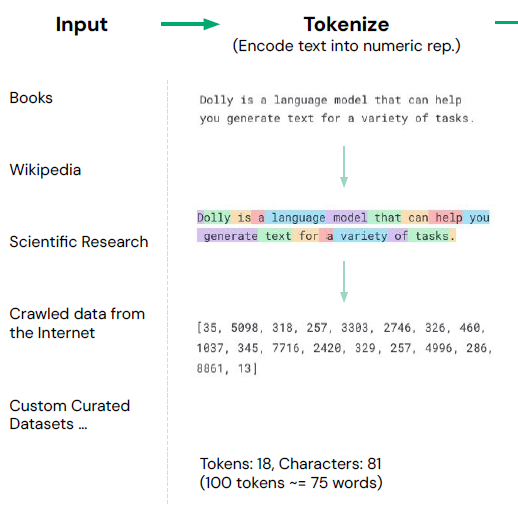 Input
Tokenize
(Encode text into numeric rep.)
Books
Wikipedia
Scientific Research
Crawled data from
the Internet
Custom Curated
Datasets ...
Dolly is a language model that can help
you generate text for a variety of tasks.
Dolly is a language model that can help you
generate text for a variety of tasks.
[35, 5098, 318, 257, 3303, 2746, 326, 460,
1037, 345, 7716, 2420, 329, 257, 4996, 286,
8861, 13]
Tokens: 18, Characters: 81
(100 tokens ~= 75 words)